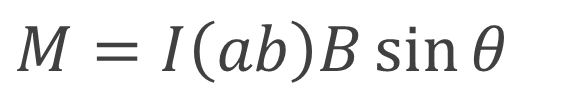 M = I(ab)B sin θ